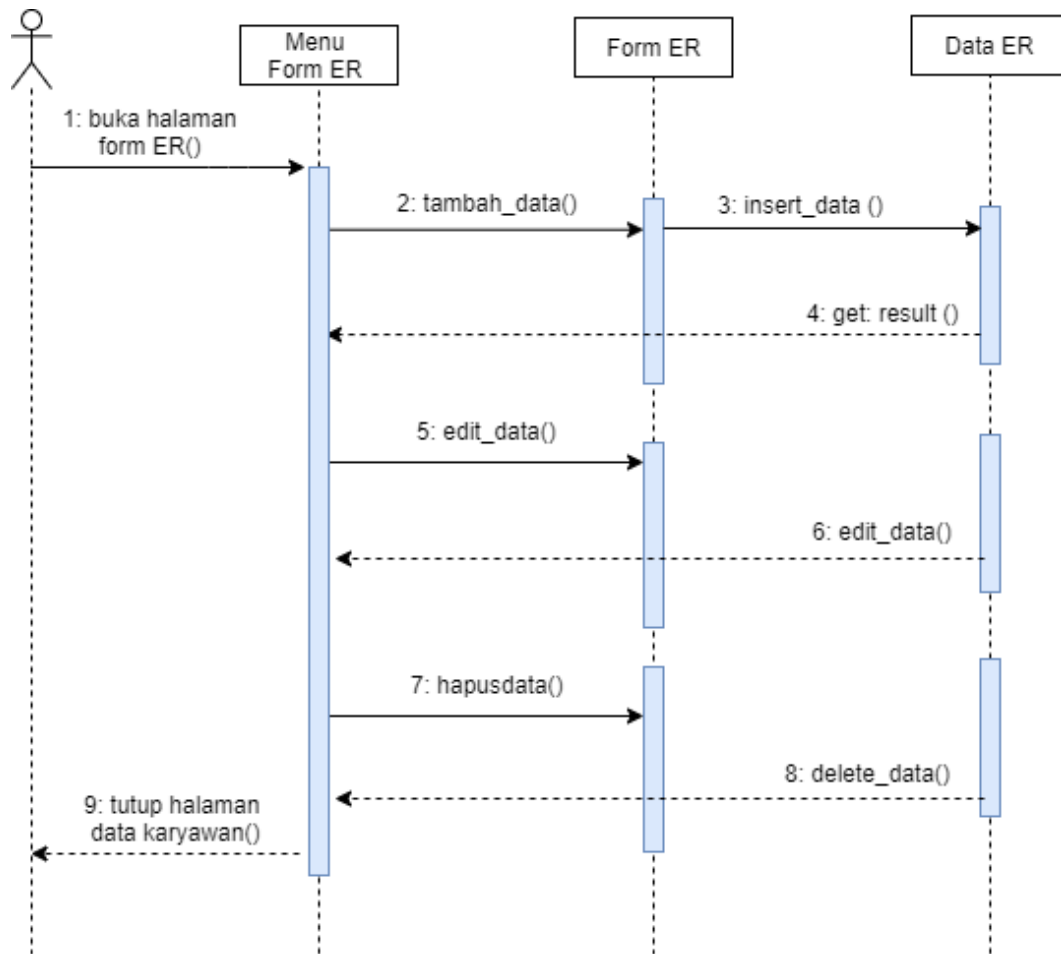 Menu
Form ER
Form ER
Data ER
1: buka halaman
form ER()
2: tambah_data()
3: insert_data ()
4: get: result ()
5: edit_data()
6: edit_data()
7: hapusdata()
8: delete_data()
9: tutup halaman
data karyawan()